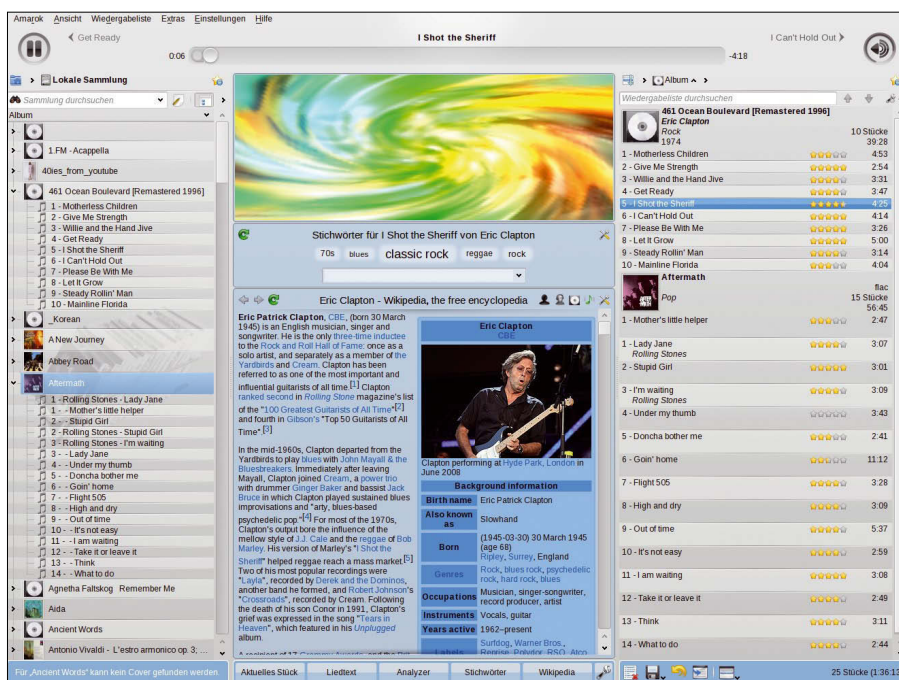 Amarok Ansicht Wiedergabeliste Extras Einstellungen Hilfe
Get Ready
I Shot the Sheriff
I Can't Hold Out
0:06
-4:18
Lokale Sammlung
Sammlung durchsuchen
Album
1.FM - Acappella
40ies_from_youtube
461 Ocean Boulevard [Remastered 1996]
1 - Motherless Children
2 - Give Me Strength
3 - Willie and the Hand Jive
4 - Get Ready
5 - I Shot the Sheriff
6 - I Can't Hold Out
7 - Please Be With Me
8 - Let It Grow
9 - Steady Rollin' Man
10 - Mainline Florida
_Korean
A New Journey
Abbey Road
Aftermath
1 - Rolling Stones - Lady Jane
1 - - Mother's little helper
2 - - Stupid Girl
2 - Rolling Stones - Stupid Girl
3 - Rolling Stones - I'm waiting
3 - - Lady Jane
4 - - Under my thumb
5 - - Doncha bother me
6 - - Goin' home
7 - - Flight 505
8 - - High and dry
9 - - Out of time
10 - - It's not easy
11 - - I am waiting
12 - - Take it or leave it
13 - - Think
14 - - What to do
Agnetha Faltskog Remember Me
Aida
Ancient Words
Antonio Vivaldi - L'estro armonico op. 3; ...
Für „Ancient Words“ kann kein Cover gefunden werden
Stichwörter für I Shot the Sheriff von Eric Clapton
70s blues classic rock reggae rock
Eric Clapton - Wikipedia, the free encyclopedia
Eric Patrick Clapton, CBE, (born 30 March
1945) is an English musician, singer and
songwriter. He is the only three-time inductee
to the Rock and Roll Hall of Fame: once as a
solo artist, and separately as a member of the
Yardbirds and Cream. Clapton has been
referred to as one of the most important and
influential guitarists of all time.[1] Clapton
ranked second in Rolling Stone magazine's list
of the "100 Greatest Guitarists of All Time"[2]
and fourth in Gibson's "Top 50 Guitarists of All
Time".[3]
In the mid-1960s, Clapton departed from the
Yardbirds to play blues with John Mayall & the
Bluesbreakers. Immediately after leaving
Mayall, Clapton joined Cream, a power trio
with drummer Ginger Baker and bassist Jack
Bruce in which Clapton played sustained blues
improvisations and "arty, blues-based
psychedelic pop."[4] For most of the 1970s,
Clapton's output bore the influence of the
mellow style of J.J. Cale and the reggae of Bob
Marley. His version of Marley's "I Shot the
Sheriff" helped reggae reach a mass market.[5]
Two of his most popular recordings were
"Layla", recorded by Derek and the Dominos,
another band he formed, and Robert Johnson's
"Crossroads", recorded by Cream. Following
the death of his son Conor in 1991, Clapton's
grief was expressed in the song "Tears in
Heaven", which featured in his Unplugged
album.
A recipient of 17 Grammy Awards, and the Brit
Eric Clapton
CBE
Clapton performing at Hyde Park, London in
June 2008
Background information
Birth name Eric Patrick Clapton
Also known as Slowhand
Born (1945-03-30) 30 March 1945
(age 68)
Ripley, Surrey, England
Genres Rock, blues rock, psychedelic
rock, hard rock, blues
Occupations Musician, singer-songwriter,
record producer, artist
Instruments Vocals, guitar
Years active 1962–present
Labels Surfdog, Warner Bros.,
Reprise, Polydor, RSO, Atco
Aktuelles Stück Liedtext Analyzer Stichwörter Wikipedia
Album
Wiedergabeliste durchsuchen
461 Ocean Boulevard [Remastered 1996]
Eric Clapton
Rock 10 Stücke
1974 39:28
1 - Motherless Children 4:53
2 - Give Me Strength 2:54
3 - Willie and the Hand Jive 3:31
4 - Get Ready 3:47
5 - I Shot the Sheriff 4:25
6 - I Can't Hold Out 4:14
7 - Please Be With Me 3:26
8 - Let It Grow 5:00
9 - Steady Rollin' Man 3:14
10 - Mainline Florida 4:04
Aftermath
flac
Pop 15 Stücke
56:45
1 - Mother's little helper 2:47
1 - Lady Jane 3:07
Rolling Stones
2 - Stupid Girl 3:01
3 - I'm waiting 3:09
Rolling Stones
4 - Under my thumb 3:43
5 - Doncha bother me 2:41
6 - Goin' home 11:12
7 - Flight 505 3:28
8 - High and dry 3:09
9 - Out of time 5:37
10 - It's not easy 2:59
11 - I am waiting 3:08
12 - Take it or leave it 2:49
13 - Think 3:11
14 - What to do 2:44
25 Stücke (1:36:13